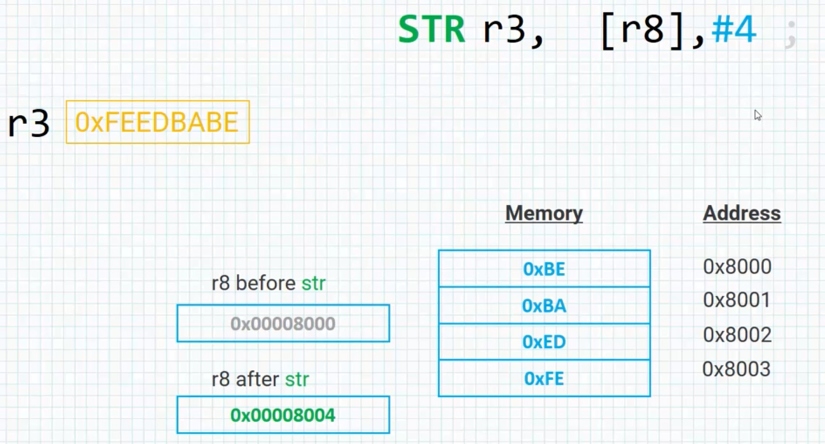 STR r3, [r8],#4 ;
r3 0xFEEDBABE
Memory Address
0xBE 0x8000
r8 before str
0xBA 0x8001
0x00008000
0xED 0x8002
r8 after str
0xFE 0x8003
0x00008004